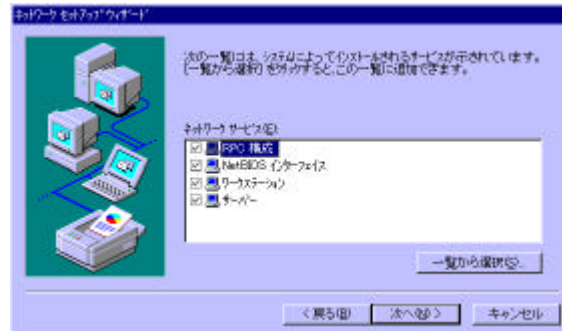 ネットワーク セットアップ ウィザード
次の一覧には、システムによってインストールされるサービスが示されています。
[一覧から選択] をクリックすると、この一覧に追加できます。
ネットワーク サービス(E):
RPC 構成
NetBIOS インターフェイス
ワークステーション
サーバー
一覧から選択(S)...
< 戻る(B)
次へ(N) >
キャンセル